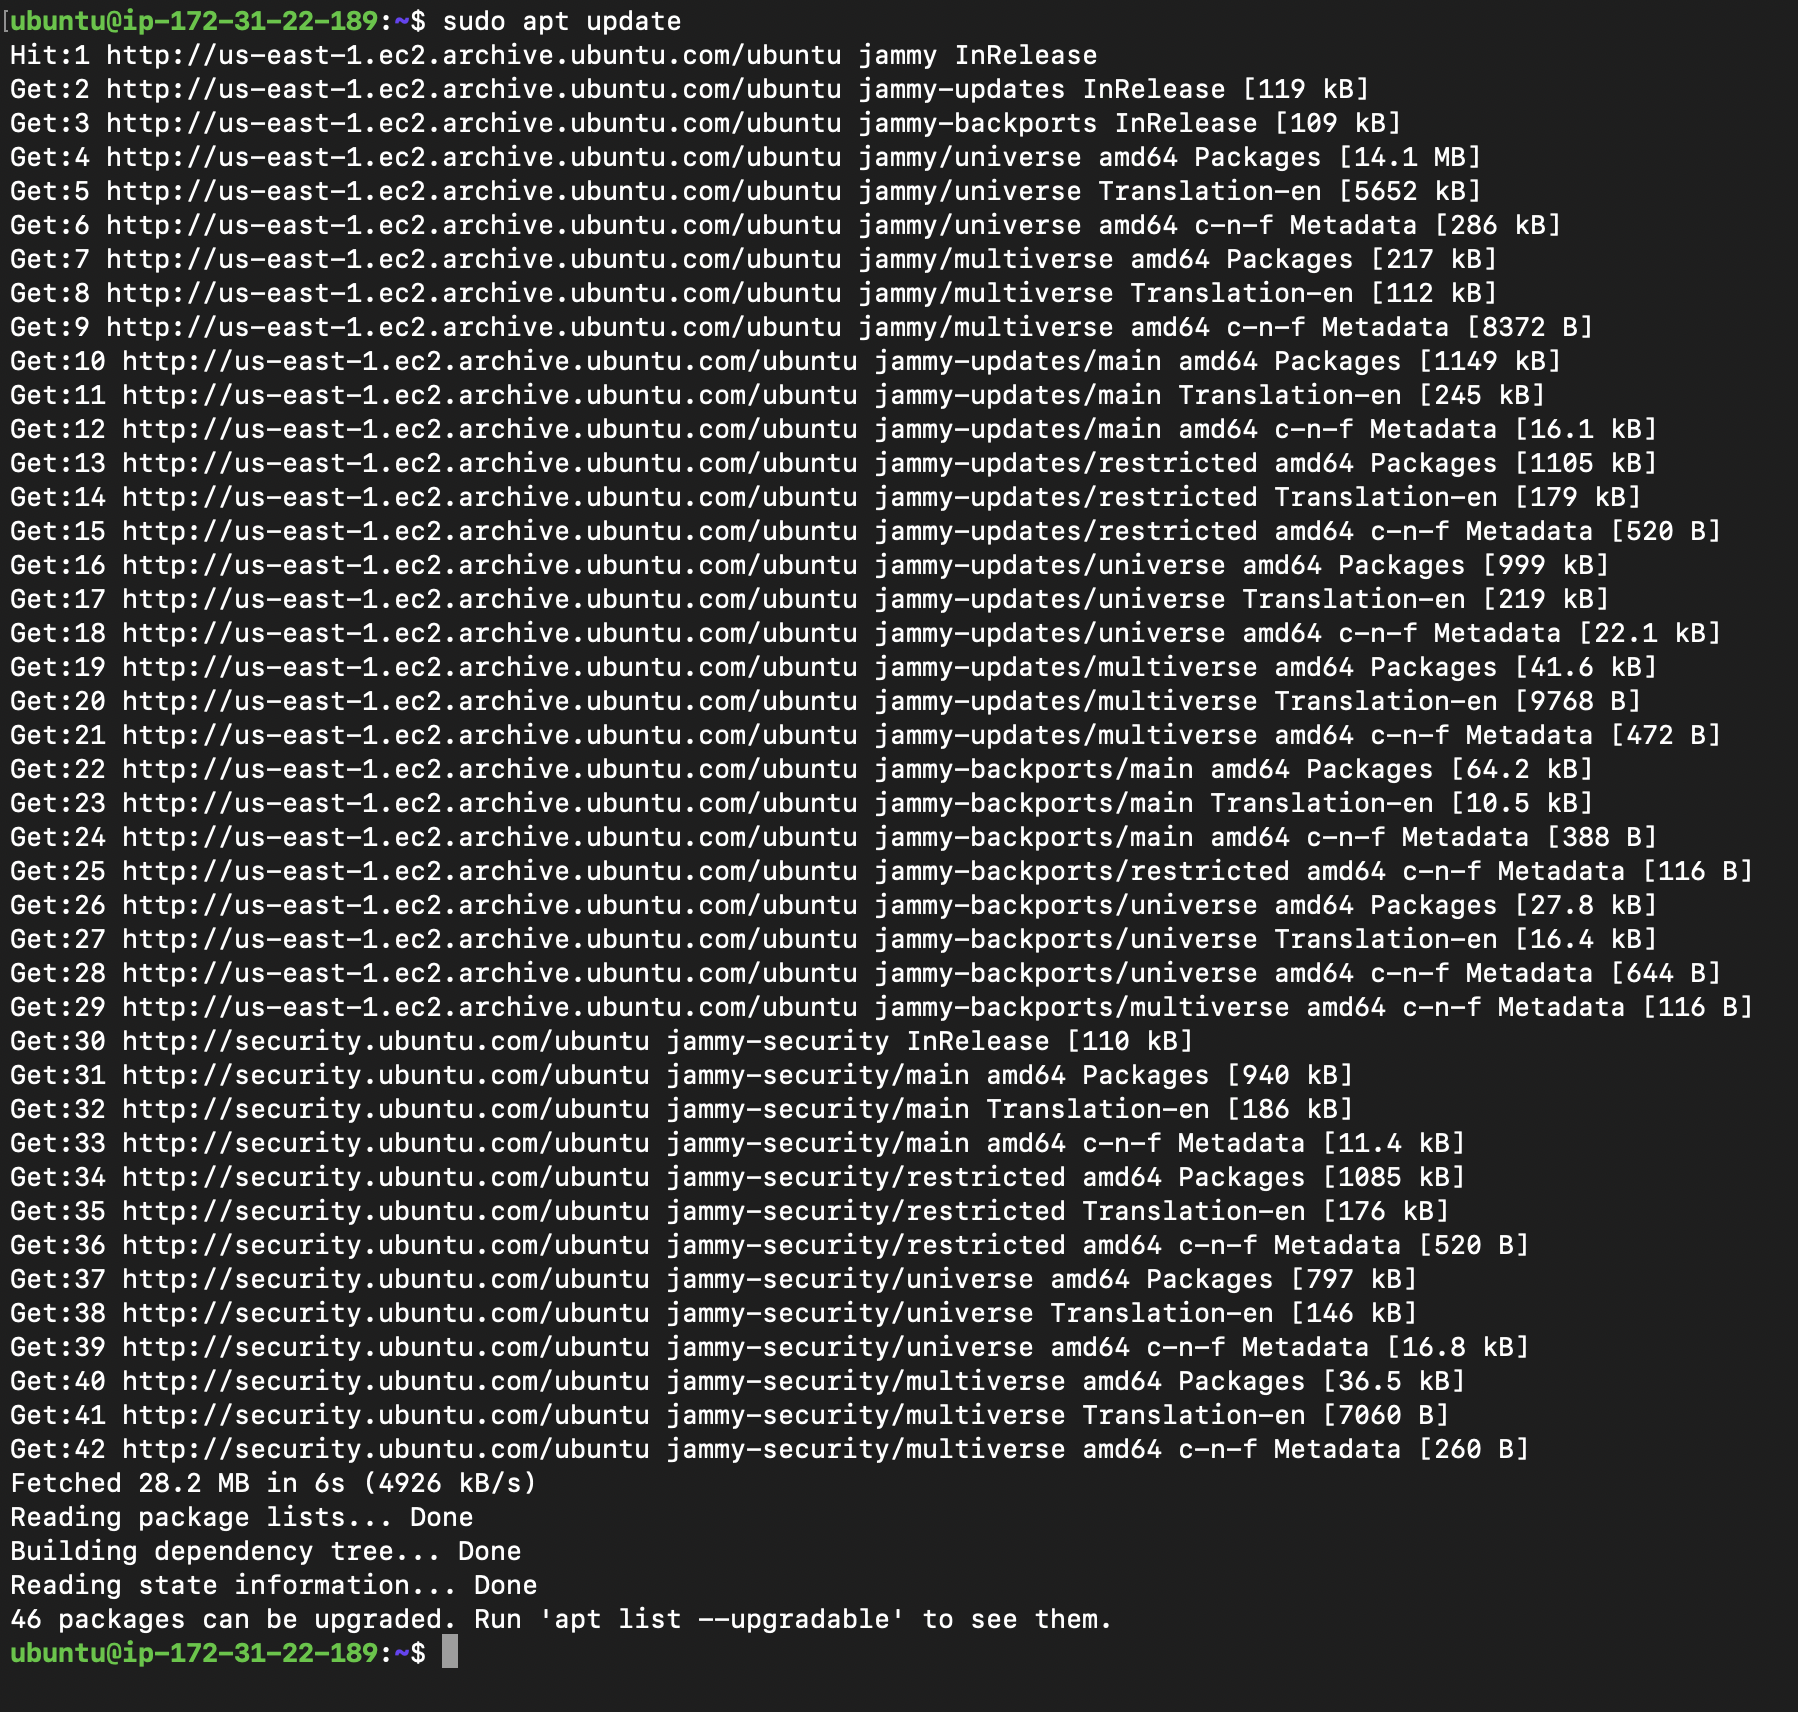 [ubuntu@ip-172-31-22-189:~$ sudo apt update
Hit:1 http://us-east-1.ec2.archive.ubuntu.com/ubuntu jammy InRelease
Get:2 http://us-east-1.ec2.archive.ubuntu.com/ubuntu jammy-updates InRelease [119 kB]
Get:3 http://us-east-1.ec2.archive.ubuntu.com/ubuntu jammy-backports InRelease [109 kB]
Get:4 http://us-east-1.ec2.archive.ubuntu.com/ubuntu jammy/universe amd64 Packages [14.1 MB]
Get:5 http://us-east-1.ec2.archive.ubuntu.com/ubuntu jammy/universe Translation-en [5652 kB]
Get:6 http://us-east-1.ec2.archive.ubuntu.com/ubuntu jammy/universe amd64 c-n-f Metadata [286 kB]
Get:7 http://us-east-1.ec2.archive.ubuntu.com/ubuntu jammy/multiverse amd64 Packages [217 kB]
Get:8 http://us-east-1.ec2.archive.ubuntu.com/ubuntu jammy/multiverse Translation-en [112 kB]
Get:9 http://us-east-1.ec2.archive.ubuntu.com/ubuntu jammy/multiverse amd64 c-n-f Metadata [8372 B]
Get:10 http://us-east-1.ec2.archive.ubuntu.com/ubuntu jammy-updates/main amd64 Packages [1149 kB]
Get:11 http://us-east-1.ec2.archive.ubuntu.com/ubuntu jammy-updates/main Translation-en [245 kB]
Get:12 http://us-east-1.ec2.archive.ubuntu.com/ubuntu jammy-updates/main amd64 c-n-f Metadata [16.1 kB]
Get:13 http://us-east-1.ec2.archive.ubuntu.com/ubuntu jammy-updates/restricted amd64 Packages [1105 kB]
Get:14 http://us-east-1.ec2.archive.ubuntu.com/ubuntu jammy-updates/restricted Translation-en [179 kB]
Get:15 http://us-east-1.ec2.archive.ubuntu.com/ubuntu jammy-updates/restricted amd64 c-n-f Metadata [520 B]
Get:16 http://us-east-1.ec2.archive.ubuntu.com/ubuntu jammy-updates/universe amd64 Packages [999 kB]
Get:17 http://us-east-1.ec2.archive.ubuntu.com/ubuntu jammy-updates/universe Translation-en [219 kB]
Get:18 http://us-east-1.ec2.archive.ubuntu.com/ubuntu jammy-updates/universe amd64 c-n-f Metadata [22.1 kB]
Get:19 http://us-east-1.ec2.archive.ubuntu.com/ubuntu jammy-updates/multiverse amd64 Packages [41.6 kB]
Get:20 http://us-east-1.ec2.archive.ubuntu.com/ubuntu jammy-updates/multiverse Translation-en [9768 B]
Get:21 http://us-east-1.ec2.archive.ubuntu.com/ubuntu jammy-updates/multiverse amd64 c-n-f Metadata [472 B]
Get:22 http://us-east-1.ec2.archive.ubuntu.com/ubuntu jammy-backports/main amd64 Packages [64.2 kB]
Get:23 http://us-east-1.ec2.archive.ubuntu.com/ubuntu jammy-backports/main Translation-en [10.5 kB]
Get:24 http://us-east-1.ec2.archive.ubuntu.com/ubuntu jammy-backports/main amd64 c-n-f Metadata [388 B]
Get:25 http://us-east-1.ec2.archive.ubuntu.com/ubuntu jammy-backports/restricted amd64 c-n-f Metadata [116 B]
Get:26 http://us-east-1.ec2.archive.ubuntu.com/ubuntu jammy-backports/universe amd64 Packages [27.8 kB]
Get:27 http://us-east-1.ec2.archive.ubuntu.com/ubuntu jammy-backports/universe Translation-en [16.4 kB]
Get:28 http://us-east-1.ec2.archive.ubuntu.com/ubuntu jammy-backports/universe amd64 c-n-f Metadata [644 B]
Get:29 http://us-east-1.ec2.archive.ubuntu.com/ubuntu jammy-backports/multiverse amd64 c-n-f Metadata [116 B]
Get:30 http://security.ubuntu.com/ubuntu jammy-security InRelease [110 kB]
Get:31 http://security.ubuntu.com/ubuntu jammy-security/main amd64 Packages [940 kB]
Get:32 http://security.ubuntu.com/ubuntu jammy-security/main Translation-en [186 kB]
Get:33 http://security.ubuntu.com/ubuntu jammy-security/main amd64 c-n-f Metadata [11.4 kB]
Get:34 http://security.ubuntu.com/ubuntu jammy-security/restricted amd64 Packages [1085 kB]
Get:35 http://security.ubuntu.com/ubuntu jammy-security/restricted Translation-en [176 kB]
Get:36 http://security.ubuntu.com/ubuntu jammy-security/restricted amd64 c-n-f Metadata [520 B]
Get:37 http://security.ubuntu.com/ubuntu jammy-security/universe amd64 Packages [797 kB]
Get:38 http://security.ubuntu.com/ubuntu jammy-security/universe Translation-en [146 kB]
Get:39 http://security.ubuntu.com/ubuntu jammy-security/universe amd64 c-n-f Metadata [16.8 kB]
Get:40 http://security.ubuntu.com/ubuntu jammy-security/multiverse amd64 Packages [36.5 kB]
Get:41 http://security.ubuntu.com/ubuntu jammy-security/multiverse Translation-en [7060 B]
Get:42 http://security.ubuntu.com/ubuntu jammy-security/multiverse amd64 c-n-f Metadata [260 B]
Fetched 28.2 MB in 6s (4926 kB/s)
Reading package lists... Done
Building dependency tree... Done
Reading state information... Done
46 packages can be upgraded. Run 'apt list --upgradable' to see them.
ubuntu@ip-172-31-22-189:~$